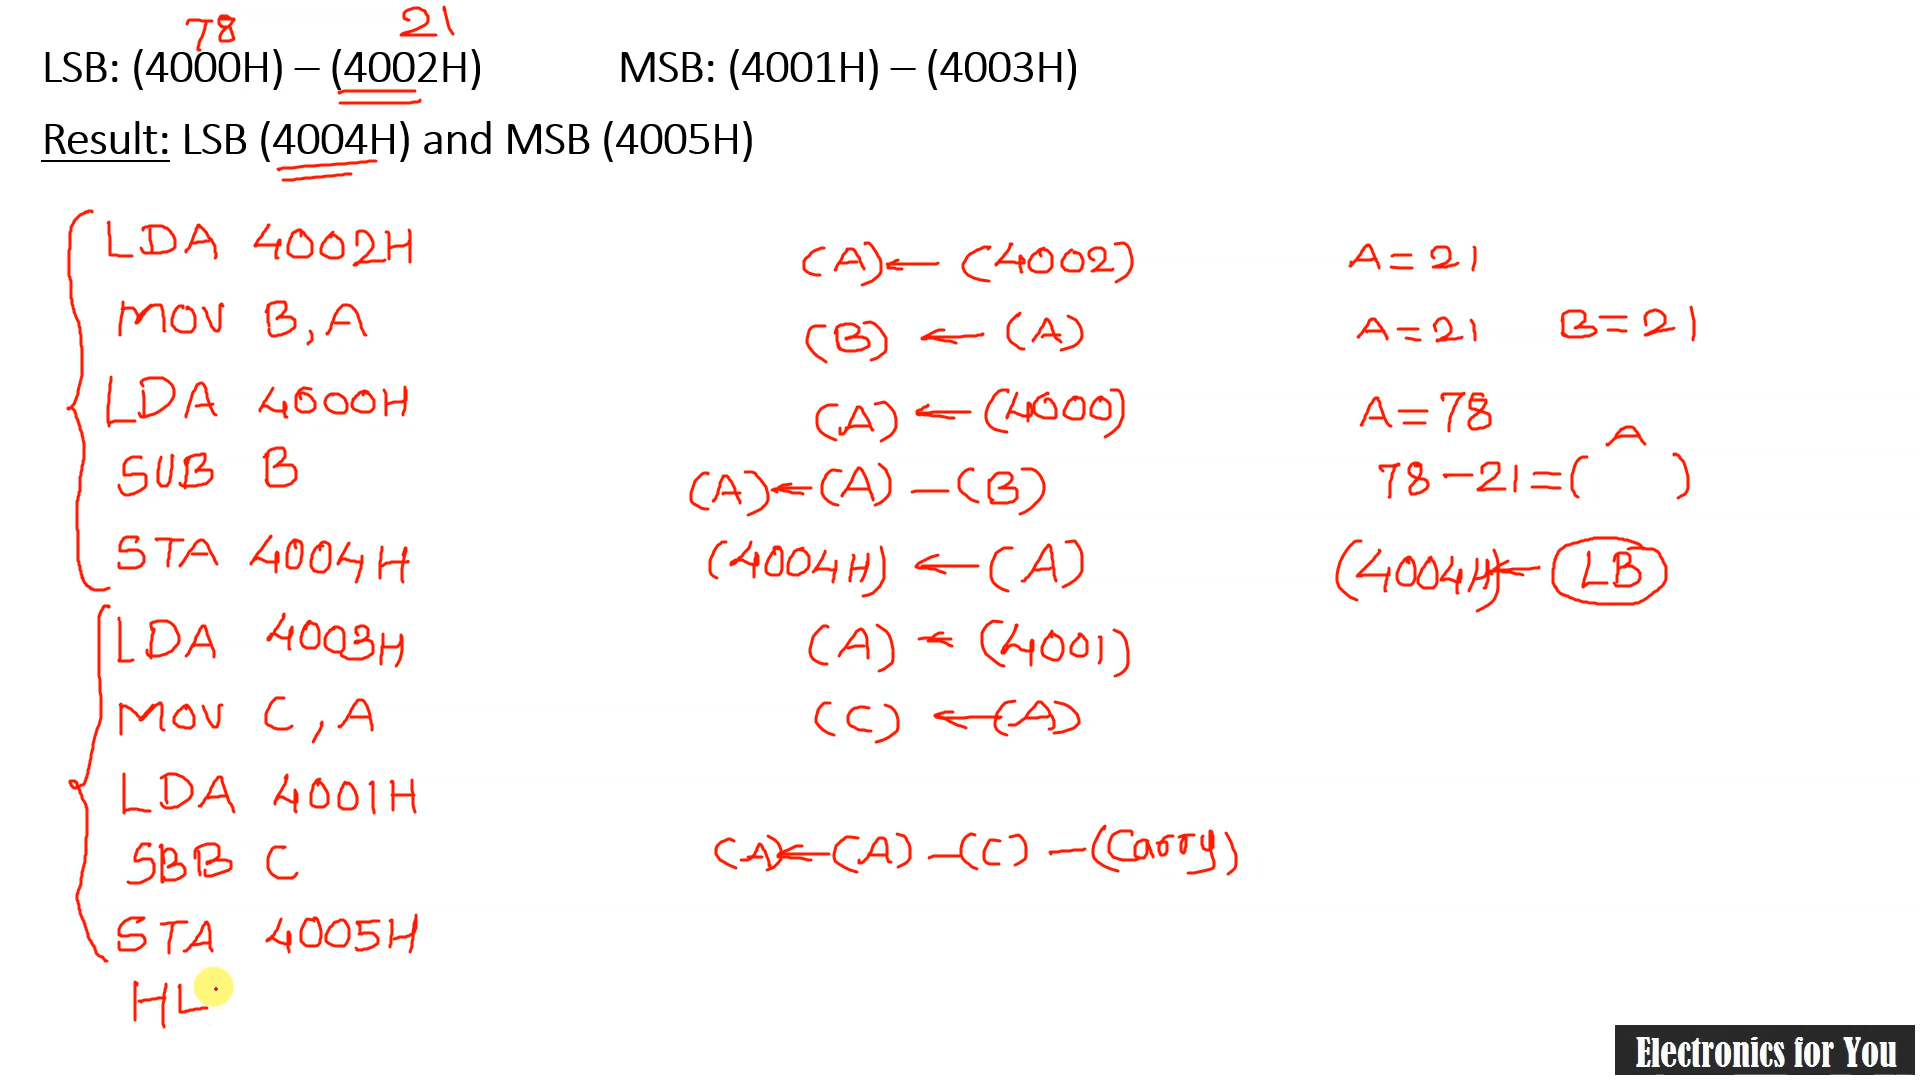 78 21
LSB: (4000H) – (4002H) MSB: (4001H) – (4003H)
Result: LSB (4004H) and MSB (4005H)
LDA 4002H (A) ← (4002) A = 21
MOV B, A (B) ← (A) A = 21 B = 21
LDA 4000H (A) ← (4000) A = 78
A
SUB B (A) ← (A) – (B) 78 – 21 = ( )
STA 4004H (4004H) ← (A) (4004H) ← LB
LDA 4003H (A) ← (4001)
MOV C, A (C) ← (A)
LDA 4001H
SBB C (A) ← (A) – (C) – (Carry)
STA 4005H
HL
Electronics for You